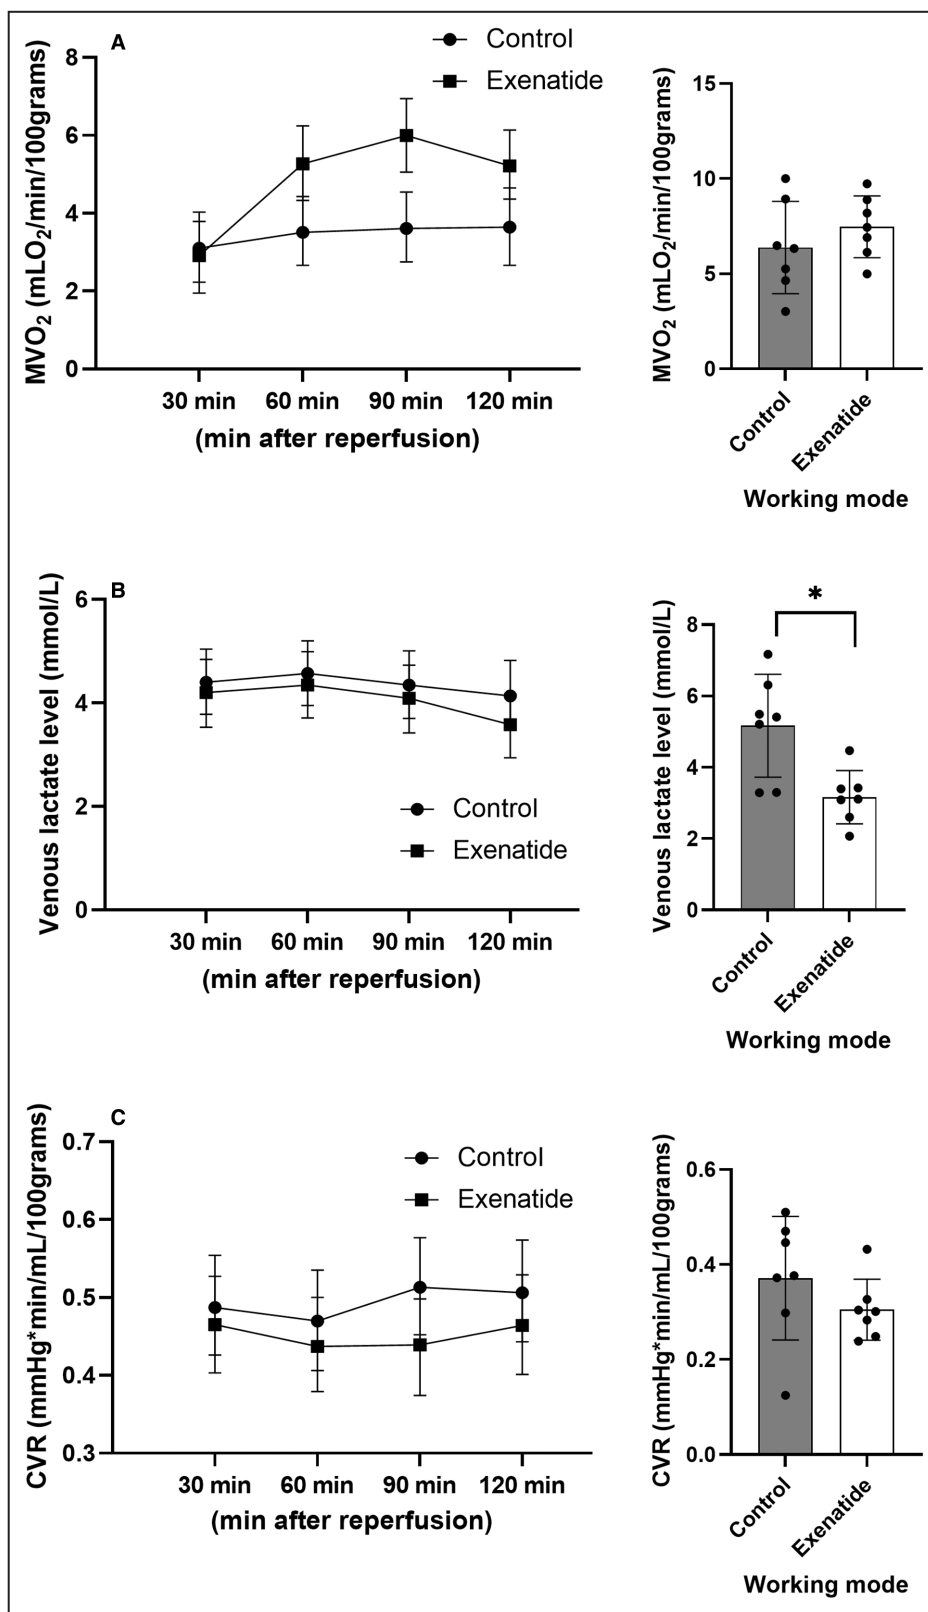 A
Control
Exenatide
MVO₂ (mLO₂/min/100grams)
8
6
4
2
0
30 min 60 min 90 min 120 min
(min after reperfusion)
MVO₂ (mLO₂/min/100grams)
15
10
5
0
Control
Exenatide
Working mode
B
Venous lactate level (mmol/L)
6
4
2
0
Control
Exenatide
30 min 60 min 90 min 120 min
(min after reperfusion)
*
Venous lactate level (mmol/L)
8
6
4
2
0
Control
Exenatide
Working mode
C
Control
Exenatide
CVR (mmHg*min/mL/100grams)
0.7
0.6
0.5
0.4
0.3
30 min 60 min 90 min 120 min
(min after reperfusion)
CVR (mmHg*min/mL/100grams)
0.6
0.4
0.2
0.0
Control
Exenatide
Working mode